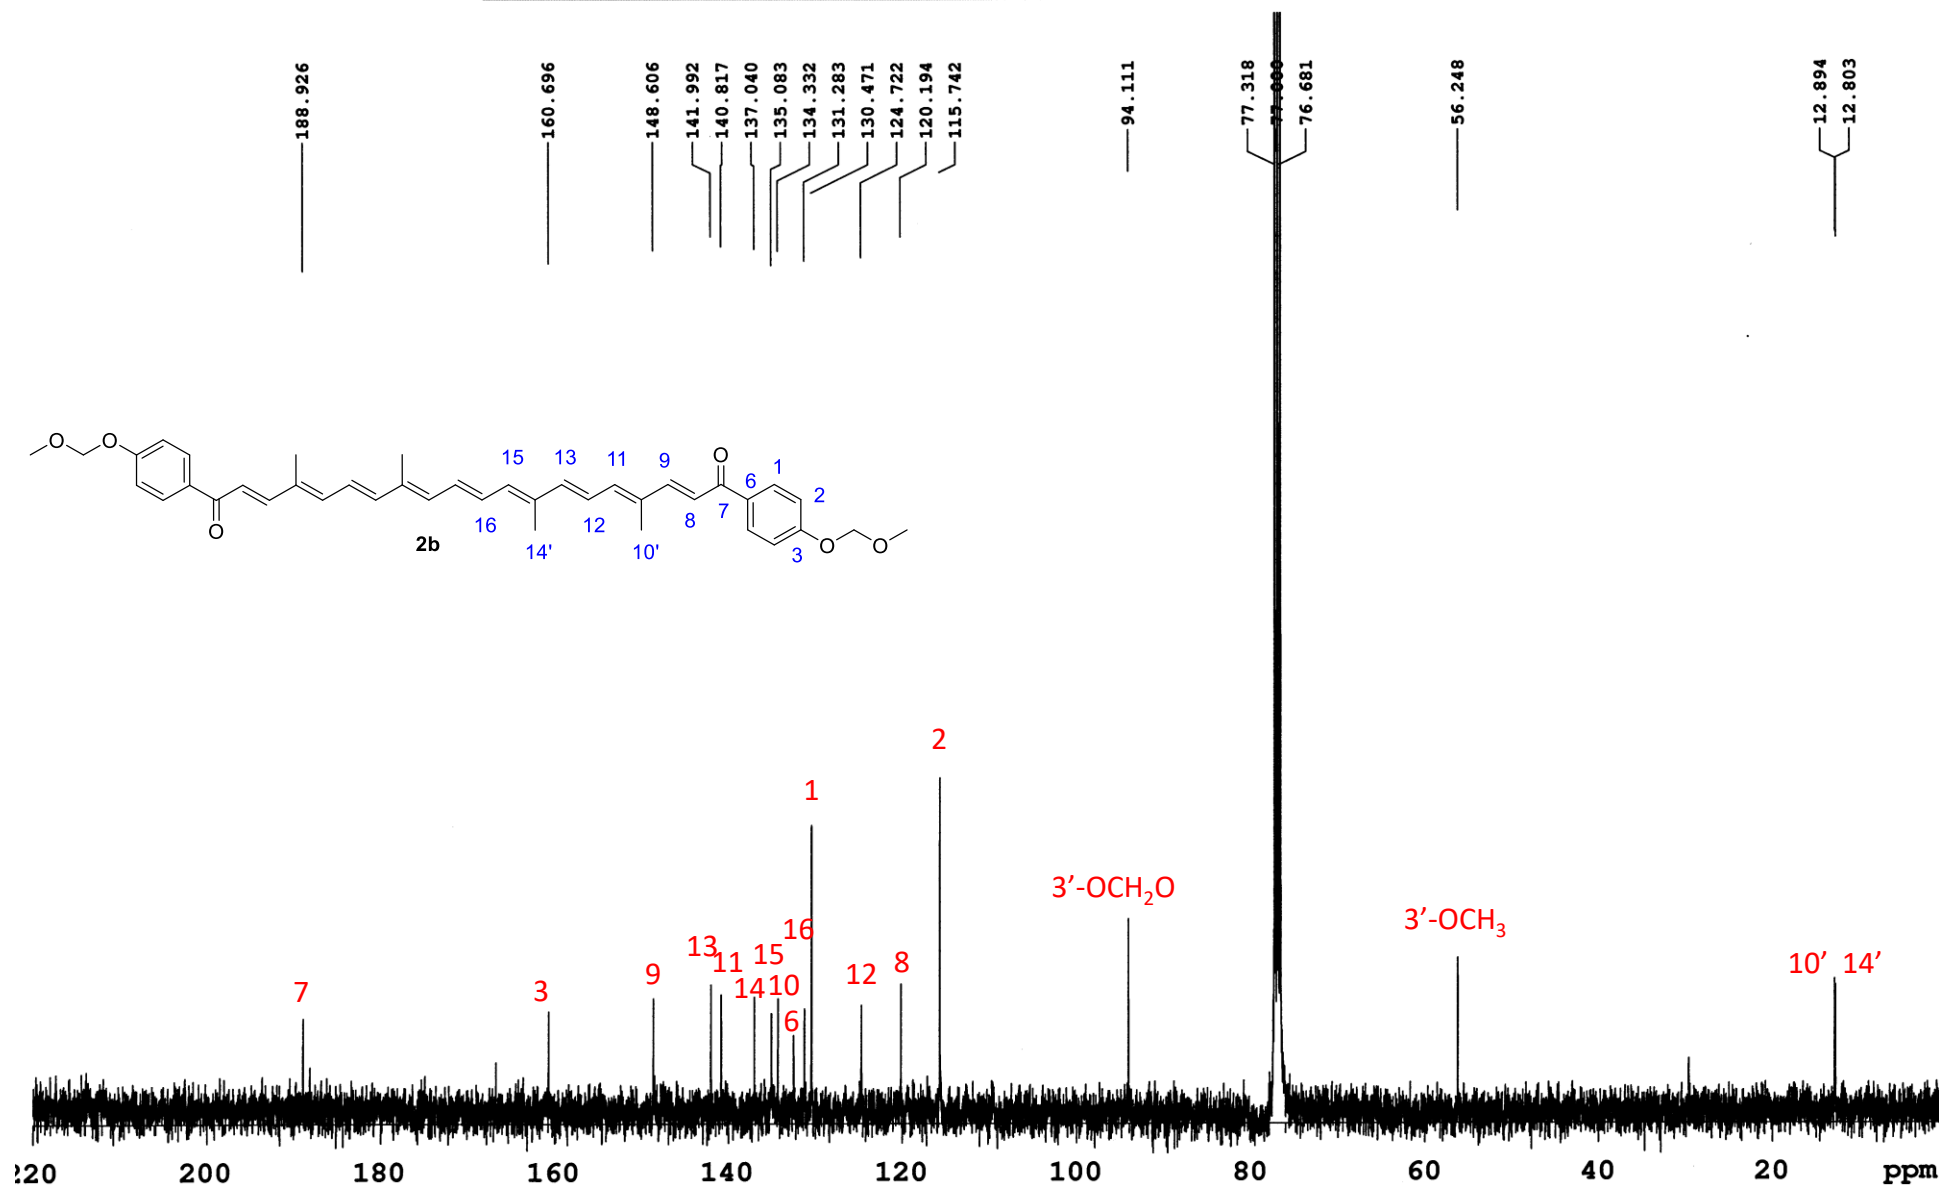 188.926
160.696
148.606
141.992
140.817
137.040
135.083
134.332
131.283
130.471
124.722
120.194
115.742
94.111
77.318
77.000
76.681
56.248
12.894
12.803
O O O
15 13 11 9 6 1
2
16 14' 12 10' 8 7
3
O O O
2b
2
1
3’-OCH2O
3’-OCH3
16
13 11 15
14 10
9 12 8
7 3 6
10’ 14’
220 200 180 160 140 120 100 80 60 40 20 ppm